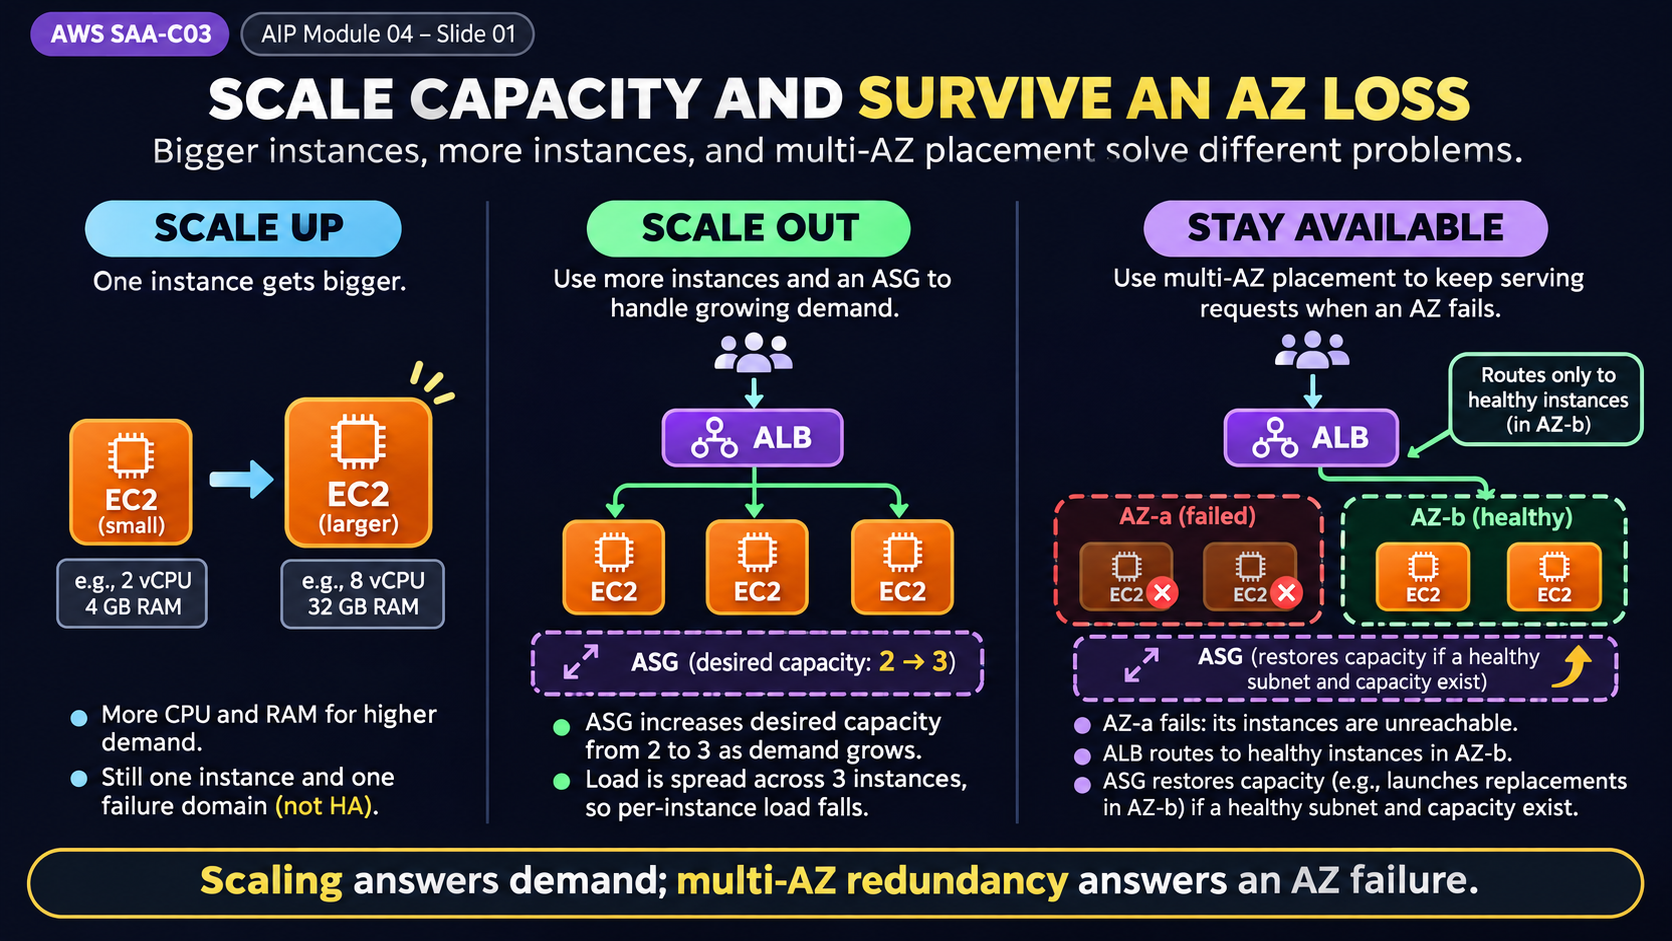 AWS SAA-C03
AIP Module 04 – Slide 01
SCALE CAPACITY AND SURVIVE AN AZ LOSS
Bigger instances, more instances, and multi-AZ placement solve different problems.
SCALE UP
One instance gets bigger.
EC2
(small)
EC2
(larger)
e.g., 2 vCPU
4 GB RAM
e.g., 8 vCPU
32 GB RAM
More CPU and RAM for higher
demand.
Still one instance and one
failure domain (not HA).
SCALE OUT
Use more instances and an ASG to
handle growing demand.
ALB
EC2
EC2
EC2
ASG (desired capacity: 2 → 3)
ASG increases desired capacity
from 2 to 3 as demand grows.
Load is spread across 3 instances,
so per-instance load falls.
STAY AVAILABLE
Use multi-AZ placement to keep serving
requests when an AZ fails.
Routes only to
healthy instances
(in AZ-b)
ALB
AZ-a (failed)
EC2
EC2
AZ-b (healthy)
EC2
EC2
ASG (restores capacity if a healthy
subnet and capacity exist)
AZ-a fails: its instances are unreachable.
ALB routes to healthy instances in AZ-b.
ASG restores capacity (e.g., launches replacements
in AZ-b) if a healthy subnet and capacity exist.
Scaling answers demand; multi-AZ redundancy answers an AZ failure.